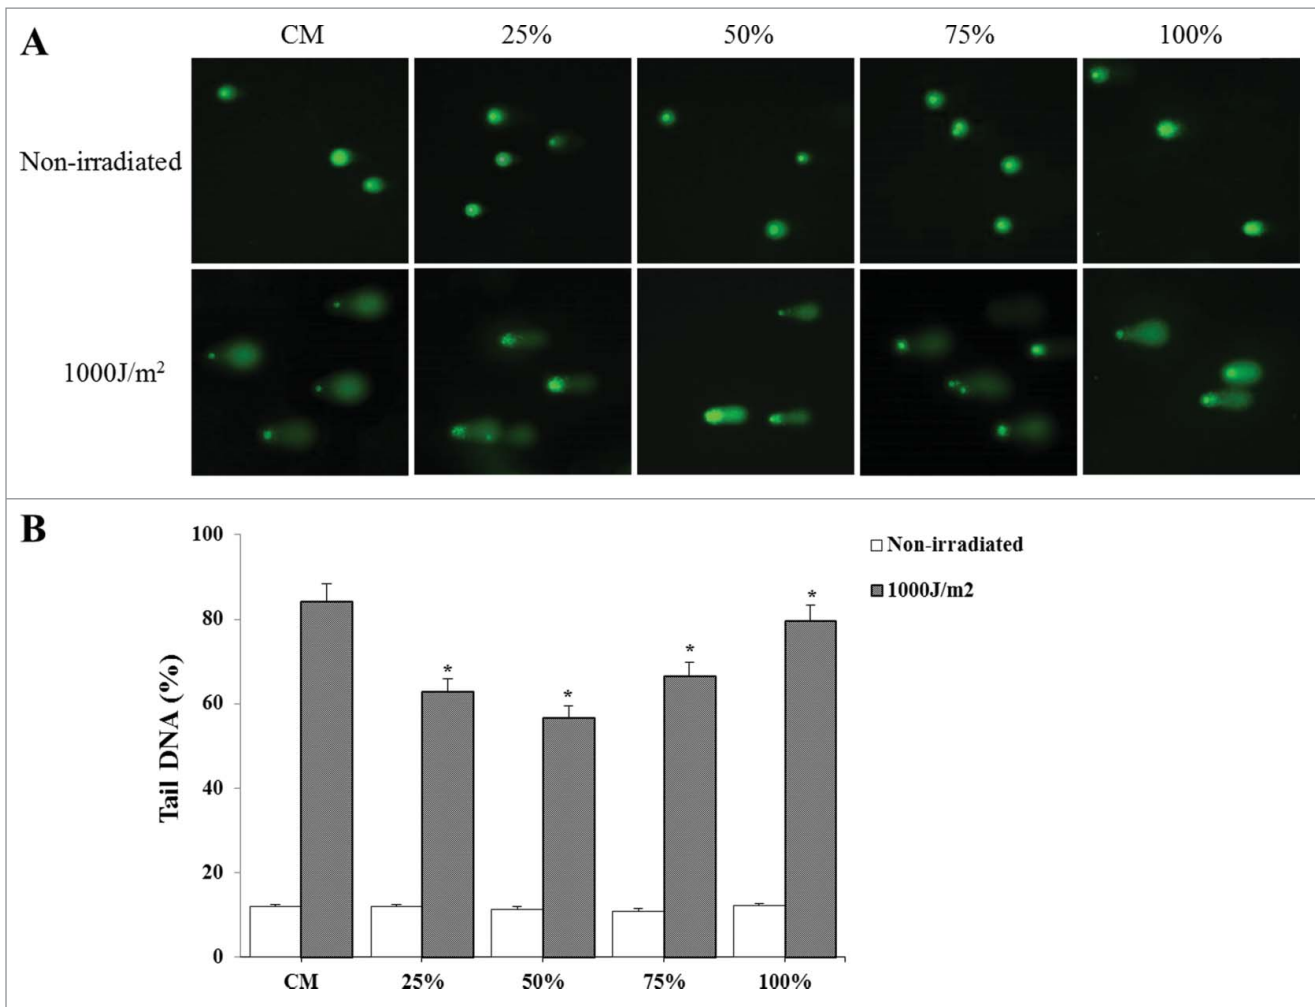 A
CM 25% 50% 75% 100%
Non-irradiated
1000J/m²
B
100
80
60
40
20
0
Tail DNA (%)
* * * *
CM 25% 50% 75% 100%
Non-irradiated
1000J/m2